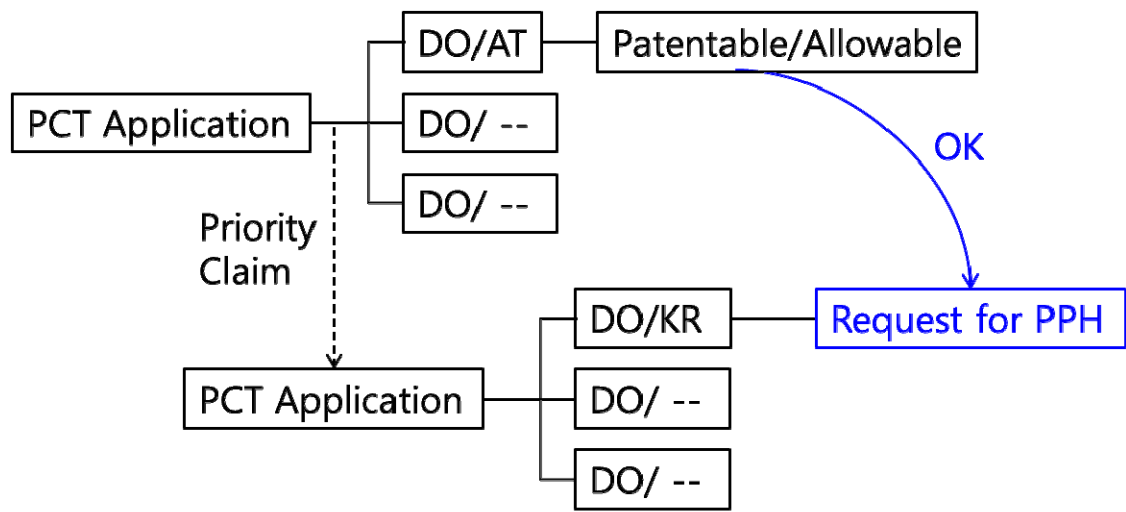 DO/AT
Patentable/Allowable
PCT Application
DO/ --
OK
DO/ --
Priority
Claim
DO/KR
Request for PPH
PCT Application
DO/ --
DO/ --